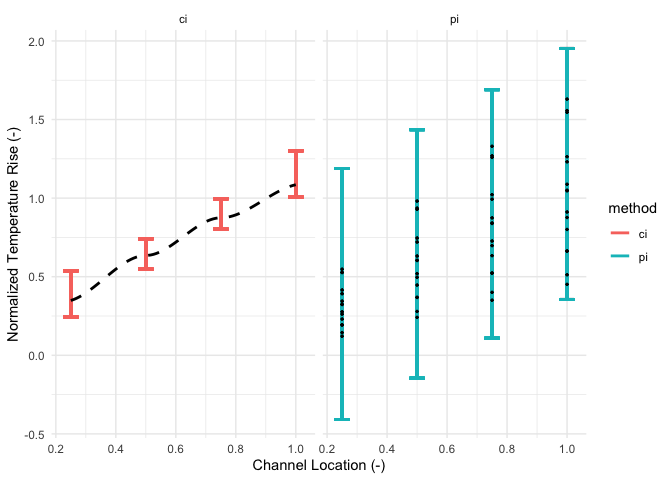 ci
pi
2.0
1.5
1.0
0.5
0.0
-0.5
Normalized Temperature Rise (-)
0.2 0.4 0.6 0.8 1.0
0.2 0.4 0.6 0.8 1.0
Channel Location (-)
method
ci
pi